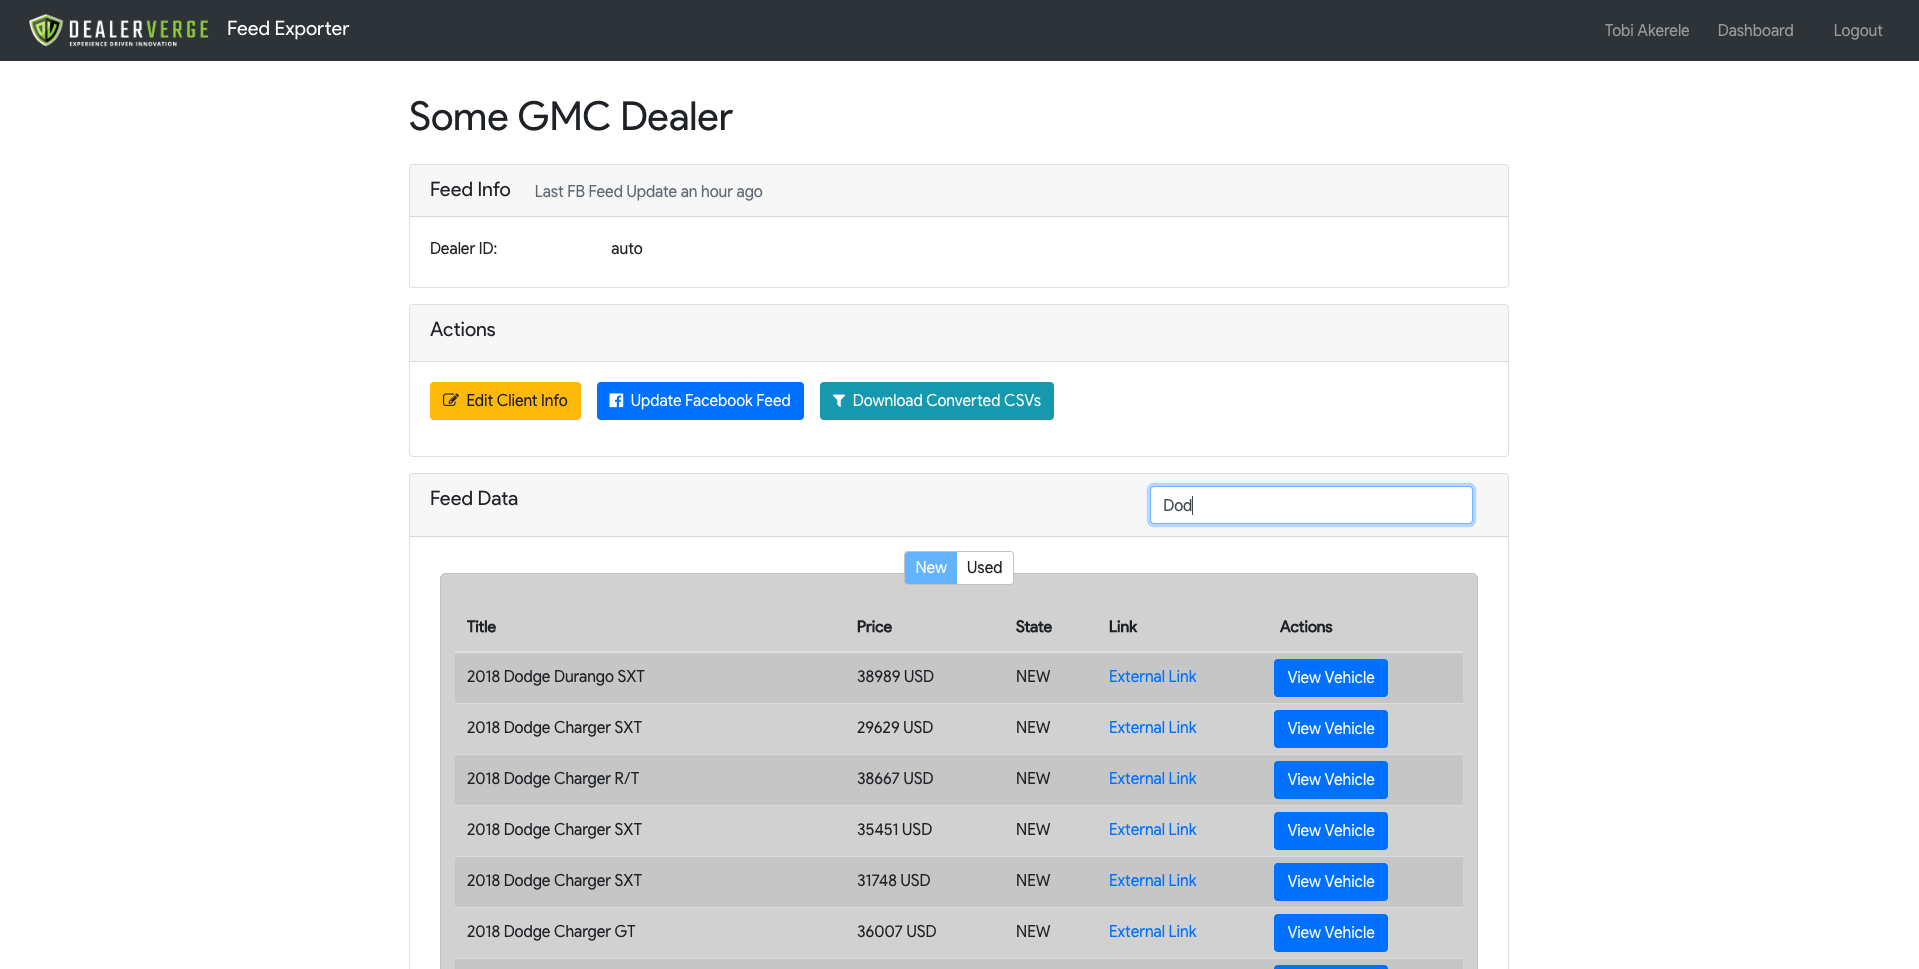 DEALERVERGE Feed Exporter Tobi Akerele Dashboard Logout
EXPERIENCE DRIVEN INNOVATION
Some GMC Dealer
Feed Info Last FB Feed Update an hour ago
Dealer ID: auto
Actions
Edit Client Info Update Facebook Feed Download Converted CSVs
Feed Data Dod
New Used
Title Price State Link Actions
2018 Dodge Durango SXT 38989 USD NEW External Link View Vehicle
2018 Dodge Charger SXT 29629 USD NEW External Link View Vehicle
2018 Dodge Charger R/T 38667 USD NEW External Link View Vehicle
2018 Dodge Charger SXT 35451 USD NEW External Link View Vehicle
2018 Dodge Charger SXT 31748 USD NEW External Link View Vehicle
2018 Dodge Charger GT 36007 USD NEW External Link View Vehicle